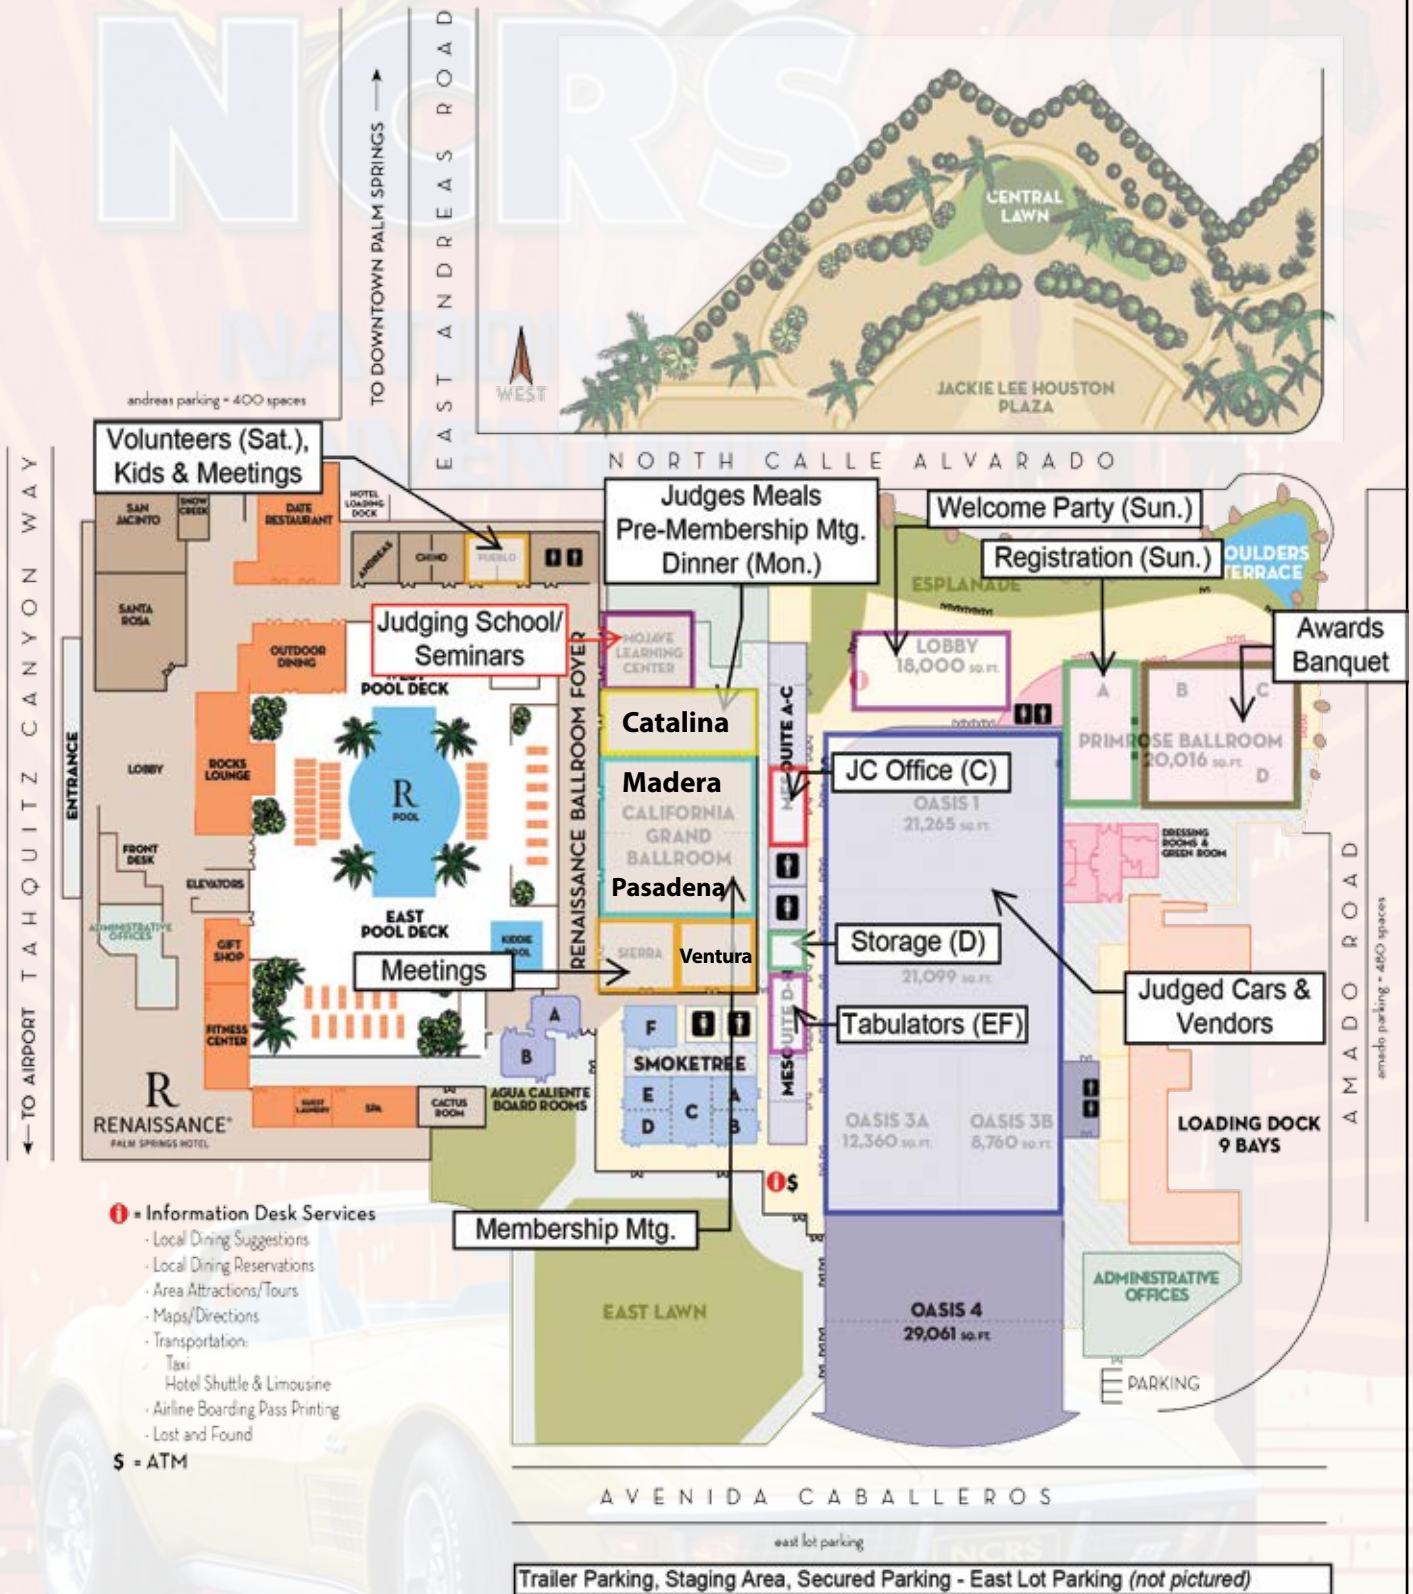 NCRS
NATIONAL
CONVENTION
EAST ANDREAS ROAD
TO DOWNTOWN PALM SPRINGS
CENTRAL
LAWN
WEST
JACKIE LEE HOUSTON
PLAZA
andreas parking = 400 spaces
NORTH CALLE ALVARADO
Volunteers (Sat.),
Kids & Meetings
Judges Meals
Pre-Membership Mtg.
Dinner (Mon.)
Welcome Party (Sun.)
Registration (Sun.)
Awards
Banquet
TAHQUITZ CANYON WAY
TO AIRPORT
SAN
JACINTO
SNOW
CREEK
DATE
RESTAURANT
HOTEL
LOADING
DOCK
ANDREAS
CHINO
PUEBLO
ESPLANADE
BOULDERS
TERRACE
SANTA
ROSA
Judging School/
Seminars
MOJAVE
LEARNING
CENTER
LOBBY
18,000 SQ. FT.
OUTDOOR
DINING
WEST
POOL DECK
RENAISSANCE BALLROOM FOYER
Catalina
MESQUITE A-C
A
B
C
PRIMROSE BALLROOM
20,016 SQ. FT.
D
ENTRANCE
LOBBY
ROCKS
LOUNGE
R
POOL
Madera
CALIFORNIA
GRAND
BALLROOM
Pasadena
JC Office (C)
OASIS 1
21,265 SQ. FT.
DRESSING
ROOMS &
GREEN ROOM
FRONT
DESK
ELEVATORS
ADMINISTRATIVE
OFFICES
GIFT
SHOP
EAST
POOL DECK
KIDDIE
POOL
Meetings
SIERRA
Ventura
Storage (D)
21,099 SQ. FT.
Judged Cars &
Vendors
AMADO ROAD
amado parking = 480 spaces
FITNESS
CENTER
A
B
F
SMOKETREE
E
D
C
A
B
Tabulators (EF)
AGUA CALIENTE
BOARD ROOMS
R
RENAISSANCE®
PALM SPRINGS HOTEL
GUEST
LAUNDRY
SPA
CACTUS
ROOM
OASIS 3A
12,360 SQ. FT.
OASIS 3B
8,760 SQ. FT.
LOADING DOCK
9 BAYS
i $
i = Information Desk Services
- Local Dining Suggestions
- Local Dining Reservations
- Area Attractions/Tours
- Maps/Directions
- Transportation:
Taxi
Hotel Shuttle & Limousine
- Airline Boarding Pass Printing
- Lost and Found
$ = ATM
Membership Mtg.
EAST LAWN
OASIS 4
29,061 SQ. FT.
ADMINISTRATIVE
OFFICES
PARKING
AVENIDA CABALLEROS
east lot parking
NCRS
Trailer Parking, Staging Area, Secured Parking - East Lot Parking (not pictured)